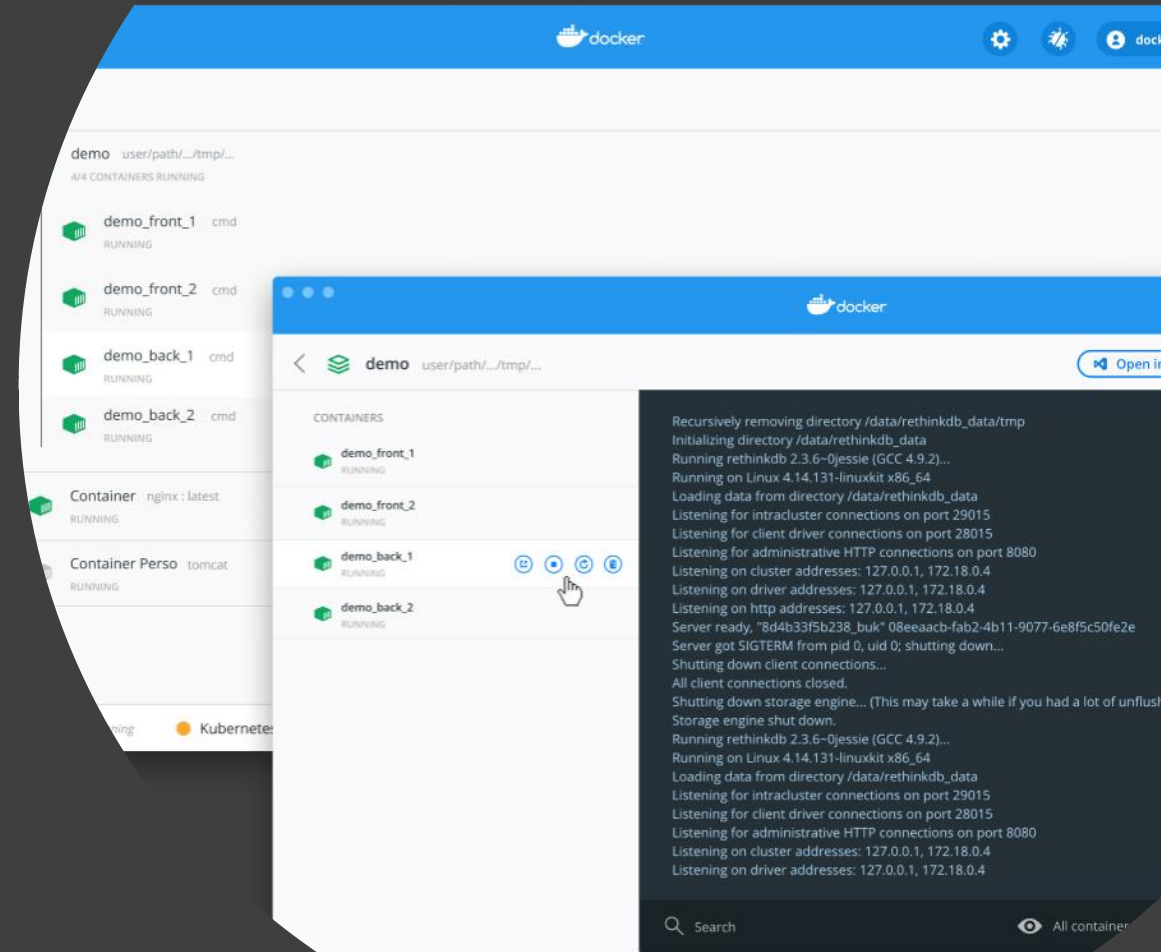 docker
dock
demo user/path/.../tmp/...
4/4 CONTAINERS RUNNING
demo_front_1 cmd
RUNNING
demo_front_2 cmd
RUNNING
demo_back_1 cmd
RUNNING
demo_back_2 cmd
RUNNING
Container nginx : latest
RUNNING
Container Perso tomcat
RUNNING
Kubernete
docker
demo user/path/.../tmp/...
Open in
CONTAINERS
demo_front_1
RUNNING
demo_front_2
RUNNING
demo_back_1
RUNNING
demo_back_2
RUNNING
Recursively removing directory /data/rethinkdb_data/tmp
Initializing directory /data/rethinkdb_data
Running rethinkdb 2.3.6~0jessie (GCC 4.9.2)...
Running on Linux 4.14.131-linuxkit x86_64
Loading data from directory /data/rethinkdb_data
Listening for intracluster connections on port 29015
Listening for client driver connections on port 28015
Listening for administrative HTTP connections on port 8080
Listening on cluster addresses: 127.0.0.1, 172.18.0.4
Listening on driver addresses: 127.0.0.1, 172.18.0.4
Listening on http addresses: 127.0.0.1, 172.18.0.4
Server ready, "8d4b33f5b238_buk" 08eeaacb-fab2-4b11-9077-6e8f5c50fe2e
Server got SIGTERM from pid 0, uid 0; shutting down...
Shutting down client connections...
All client connections closed.
Shutting down storage engine... (This may take a while if you had a lot of unflush
Storage engine shut down.
Running rethinkdb 2.3.6~0jessie (GCC 4.9.2)...
Running on Linux 4.14.131-linuxkit x86_64
Loading data from directory /data/rethinkdb_data
Listening for intracluster connections on port 29015
Listening for client driver connections on port 28015
Listening for administrative HTTP connections on port 8080
Listening on cluster addresses: 127.0.0.1, 172.18.0.4
Listening on driver addresses: 127.0.0.1, 172.18.0.4
Search
All container